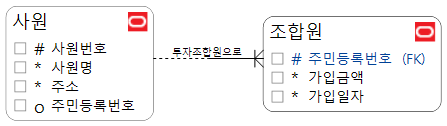 사원
# 사원번호
* 사원명
* 주소
o 주민등록번호
투자조합원으로
조합원
# 주민등록번호 (FK)
* 가입금액
* 가입일자